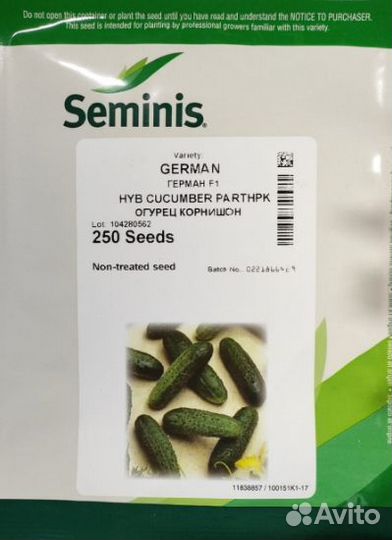 Do not open this container or plant the seed until you have read and understand the NOTICE TO PURCHASER.
This seed is intended for planting by professional growers familiar with this variety.
Seminis
Variety:
GERMAN
ГЕРМАН F1
HYB CUCUMBER PARTHPK
ОГУРЕЦ КОРНИШОН
Lot: 104280562
250 Seeds
Non-treated seed
Batch No.
11838857 / 100151K1-17
Avito